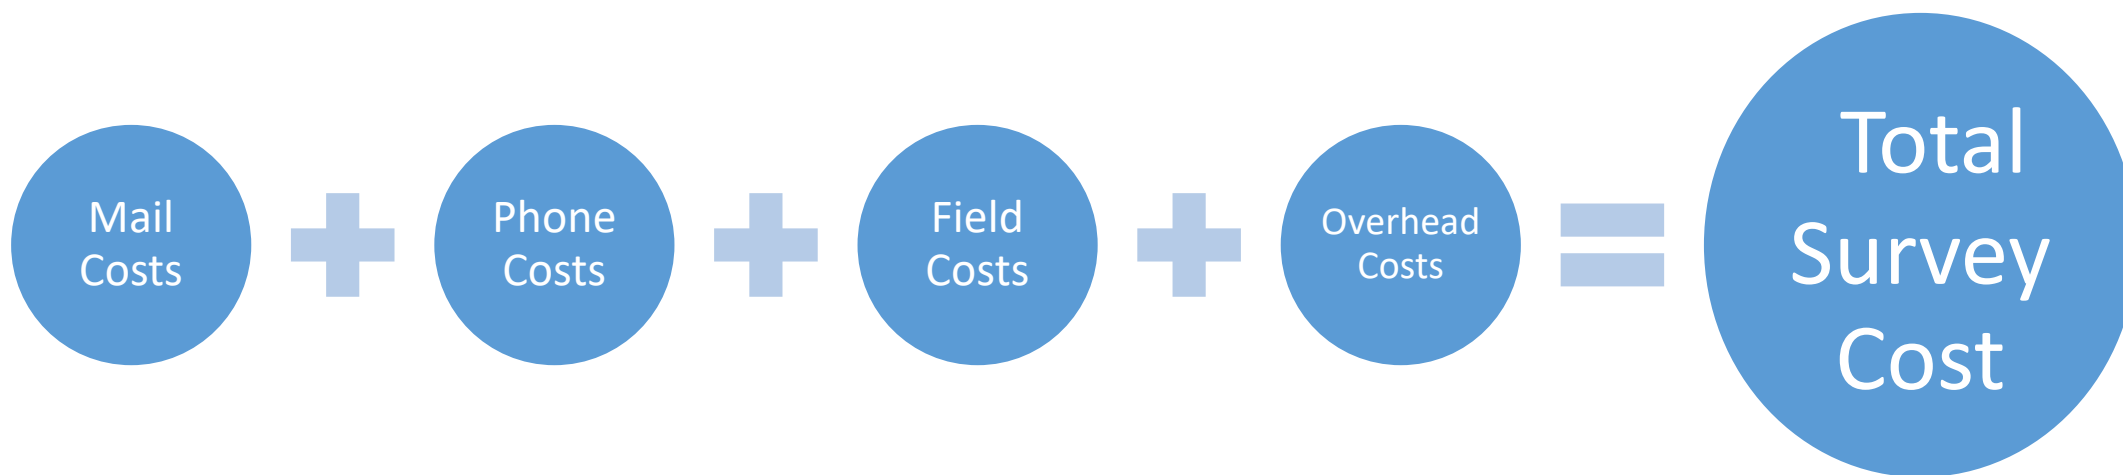 Mail
Costs
Phone
Costs
Field
Costs
Overhead
Costs
Total
Survey
Cost